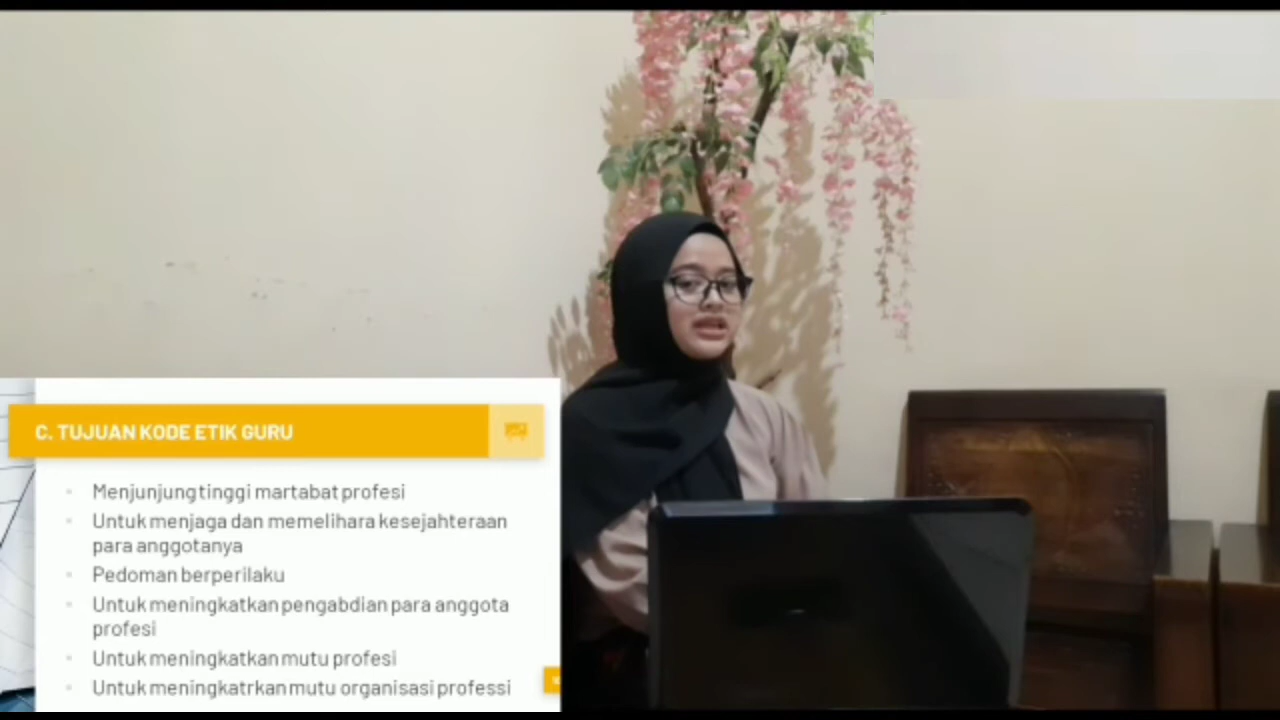 C. TUJUAN KODE ETIK GURU
Menjunjung tinggi martabat profesi
Untuk menjaga dan memelihara kesejahteraan
para anggotanya
Pedoman berperilaku
Untuk meningkatkan pengabdian para anggota
profesi
Untuk meningkatkan mutu profesi
Untuk meningkatrkan mutu organisasi professi